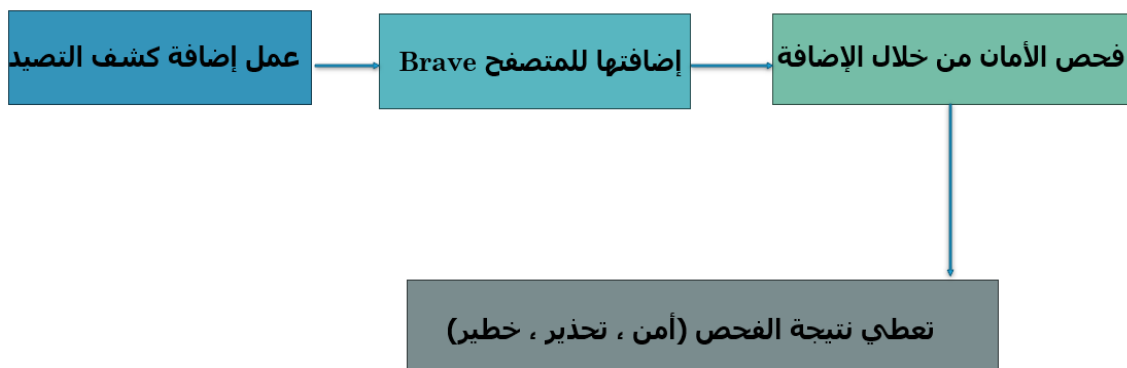 عمل إضافة كشف التصيد
إضافتها للمتصفح Brave
فحص الأمان من خلال الإضافة
تعطي نتيجة الفحص (أمن ، تحذير ، خطير)